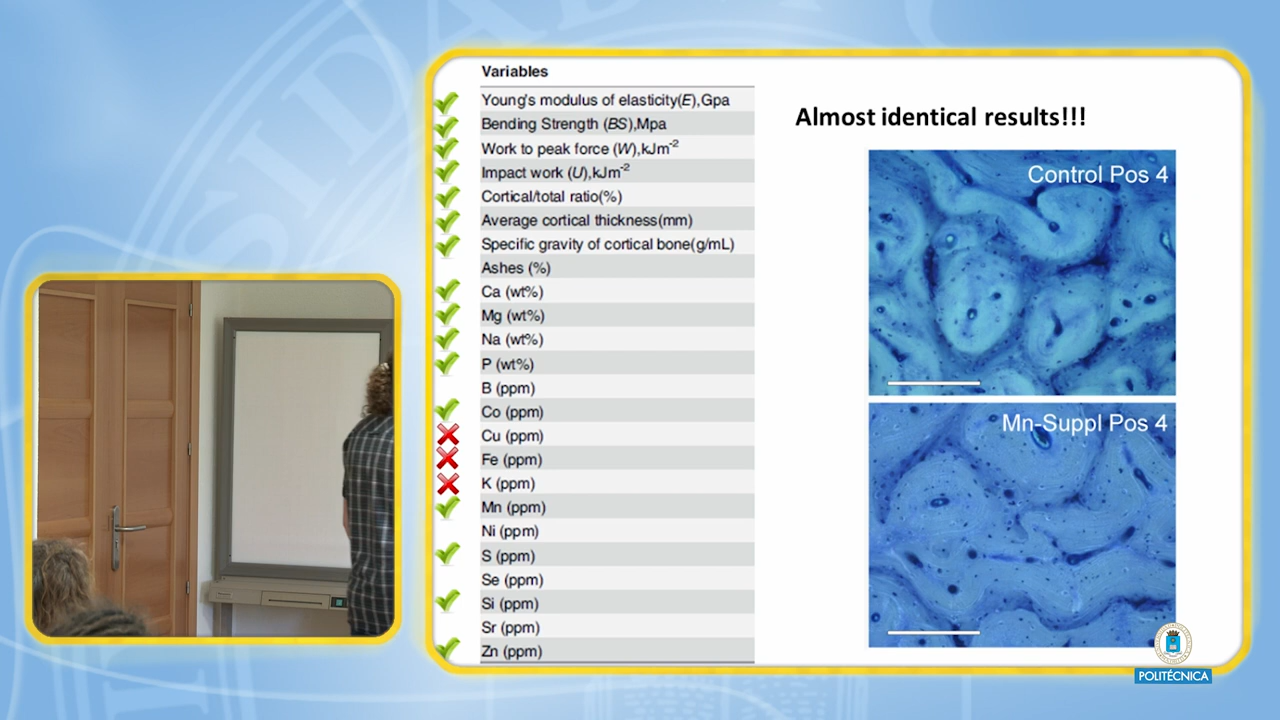 Variables
Young's modulus of elasticity(E),Gpa
Bending Strength (BS),Mpa
Work to peak force (W),kJm-2
Impact work (U),kJm-2
Cortical/total ratio(%)
Average cortical thickness(mm)
Specific gravity of cortical bone(g/mL)
Ashes (%)
Ca (wt%)
Mg (wt%)
Na (wt%)
P (wt%)
B (ppm)
Co (ppm)
Cu (ppm)
Fe (ppm)
K (ppm)
Mn (ppm)
Ni (ppm)
S (ppm)
Se (ppm)
Si (ppm)
Sr (ppm)
Zn (ppm)
Almost identical results!!!
Control Pos 4
Mn-Suppl Pos 4
POLITÉCNICA